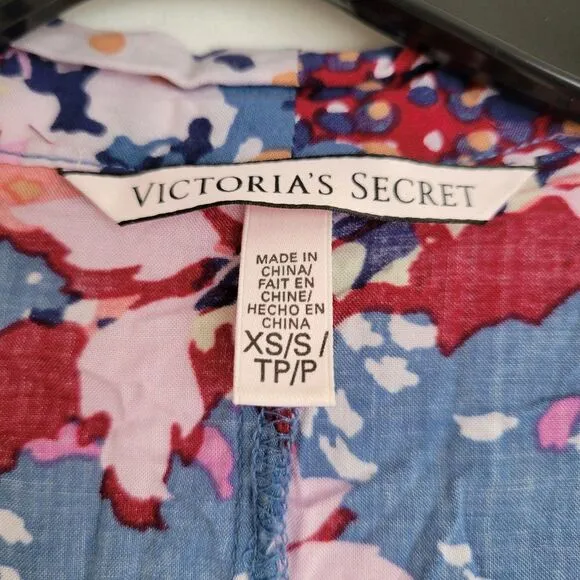 VICTORIA'S SECRET
MADE IN
CHINA/
FAIT EN
CHINE/
HECHO EN
CHINA
XS/S /
TP/P